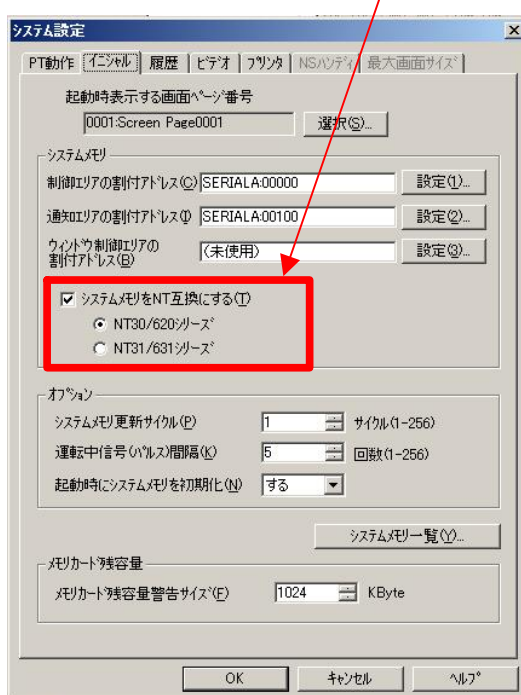 システム設定
PT動作 イニシャル 履歴 ビデオ プリンタ NSハンディ 最大画面サイズ
起動時表示する画面ページ番号
0001:Screen Page0001 選択(S)...
システムメモリ
制御エリアの割付アドレス(C) SERIALA:00000 設定(1)...
通知エリアの割付アドレス(I) SERIALA:00100 設定(2)...
ウィンドウ制御エリアの
割付アドレス(B) (未使用) 設定(3)...
システムメモリをNT互換にする(T)
NT30/620シリーズ
NT31/631シリーズ
オプション
システムメモリ更新サイクル(P) 1 サイクル(1-256)
運転中信号(パルス)間隔(K) 5 回数(1-256)
起動時にシステムメモリを初期化(N) する
システムメモリ一覧(Y)...
メモリカード残容量
メモリカード残容量警告サイズ(F) 1024 KByte
OK キャンセル ヘルプ